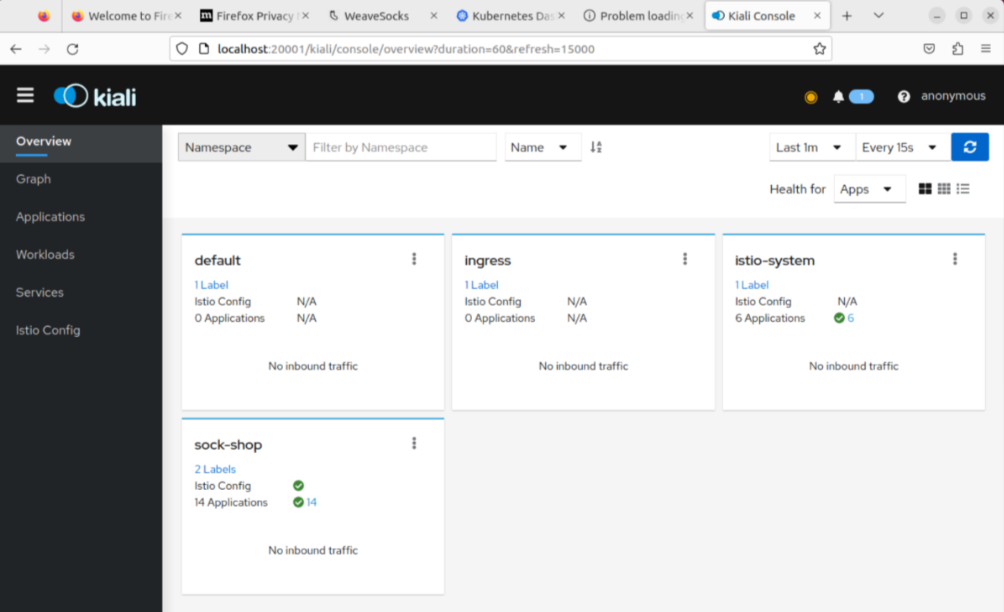 Welcome to Fire
Firefox Privacy
WeaveSocks
Kubernetes Das
Problem loading
Kiali Console
localhost:20001/kiali/console/overview?duration=60&refresh=15000
kiali
1
anonymous
Overview
Graph
Applications
Workloads
Services
Istio Config
Namespace
Filter by Namespace
Name
Last 1m
Every 15s
Health for
Apps
default
1 Label
Istio Config N/A
0 Applications N/A
No inbound traffic
ingress
1 Label
Istio Config N/A
0 Applications N/A
No inbound traffic
istio-system
1 Label
Istio Config N/A
6 Applications 6
No inbound traffic
sock-shop
2 Labels
Istio Config
14 Applications 14
No inbound traffic